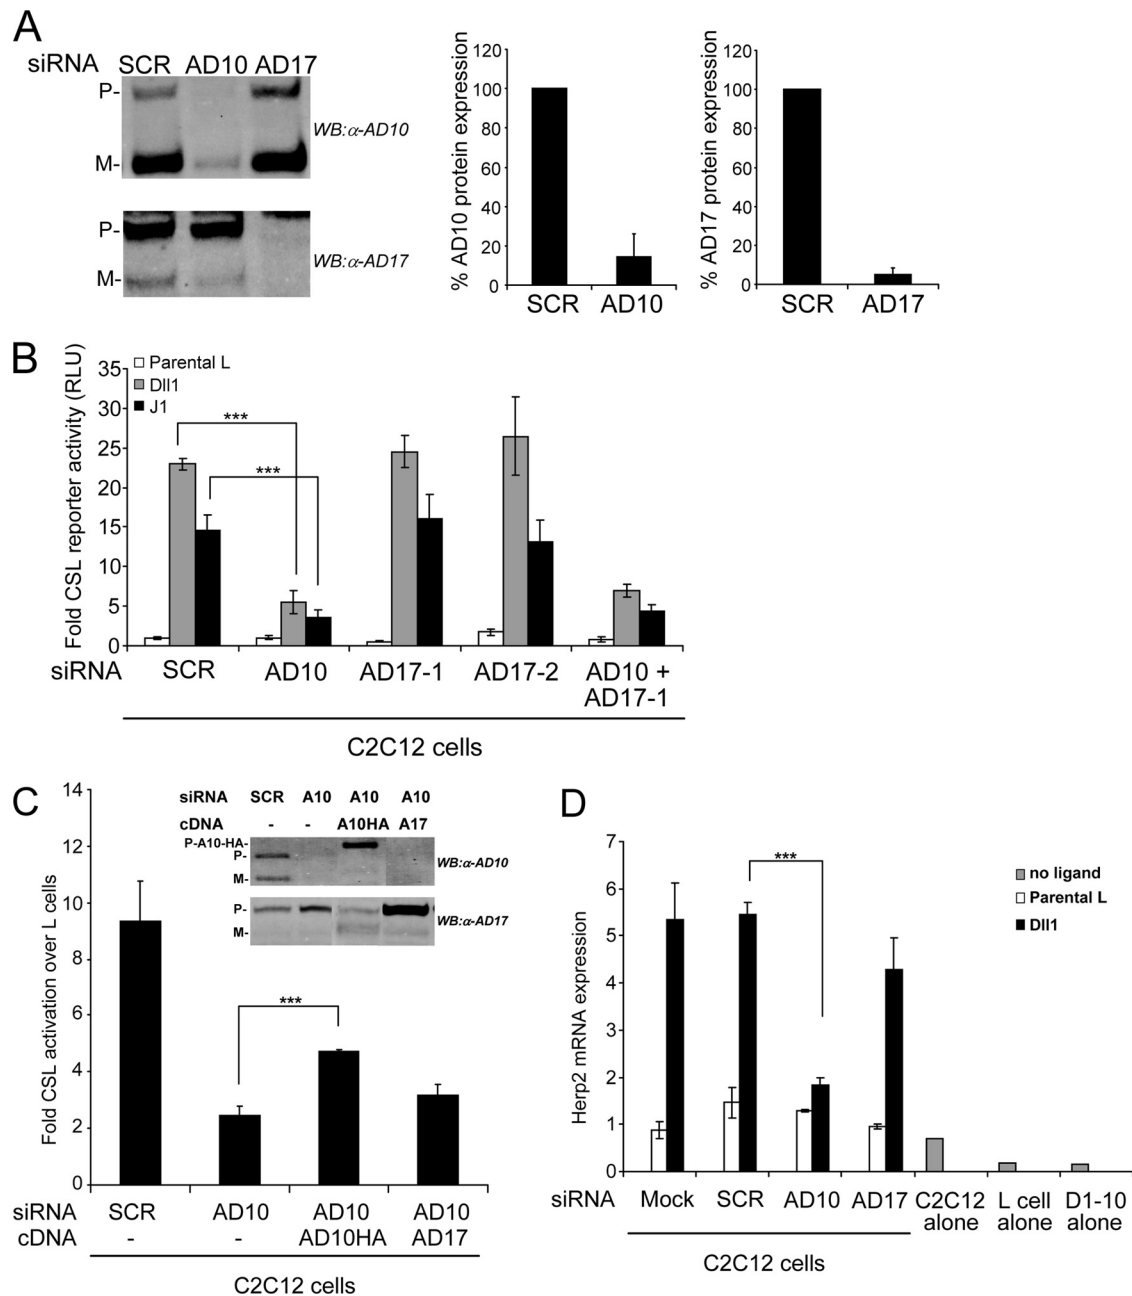 A
siRNA SCR AD10 AD17
P-
M-
WB:α-AD10
P-
M-
WB:α-AD17
% AD10 protein expression
120
100
80
60
40
20
0
SCR AD10
% AD17 protein expression
120
100
80
60
40
20
0
SCR AD17
B
Fold CSL reporter activity (RLU)
35
30
25
20
15
10
5
0
Parental L
Dll1
J1
***
***
siRNA SCR AD10 AD17-1 AD17-2 AD10 +
AD17-1
C2C12 cells
C
Fold CSL activation over L cells
14
12
10
8
6
4
2
0
siRNA SCR A10 A10 A10
cDNA - - A10HA A17
P-A10-HA-
P-
M-
WB:α-AD10
P-
M-
WB:α-AD17
***
siRNA SCR AD10 AD10 AD10
cDNA - - AD10HA AD17
C2C12 cells
D
Herp2 mRNA expression
7
6
5
4
3
2
1
0
***
no ligand
Parental L
Dll1
siRNA Mock SCR AD10 AD17 C2C12 L cell D1-10
alone alone alone
C2C12 cells